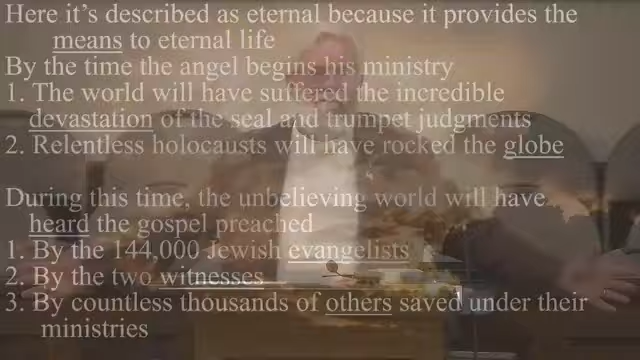 Here it’s described as eternal because it provides the
means to eternal life
By the time the angel begins his ministry
1. The world will have suffered the incredible
devastation of the seal and trumpet judgments
2. Relentless holocausts will have rocked the globe
During this time, the unbelieving world will have
heard the gospel preached
1. By the 144,000 Jewish evangelists
2. By the two witnesses
3. By countless thousands of others saved under their
ministries